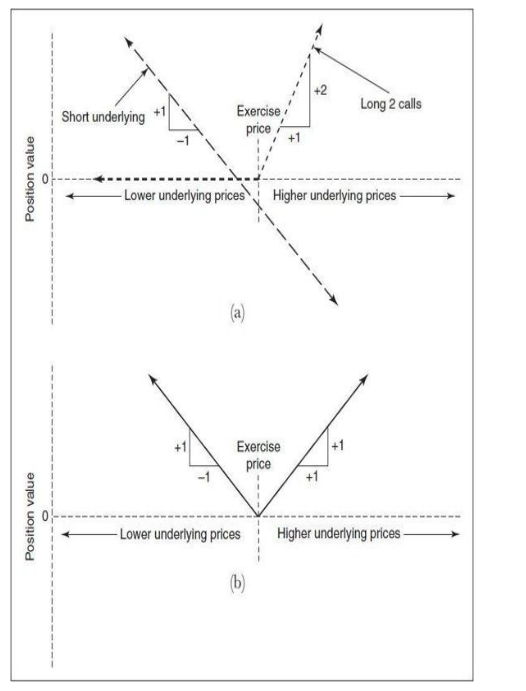 Short underlying
+1
−1
Exercise
price
+2
+1
Long 2 calls
Position value
0
Lower underlying prices
Higher underlying prices
(a)
+1
−1
Exercise
price
+1
+1
Position value
0
Lower underlying prices
Higher underlying prices
(b)